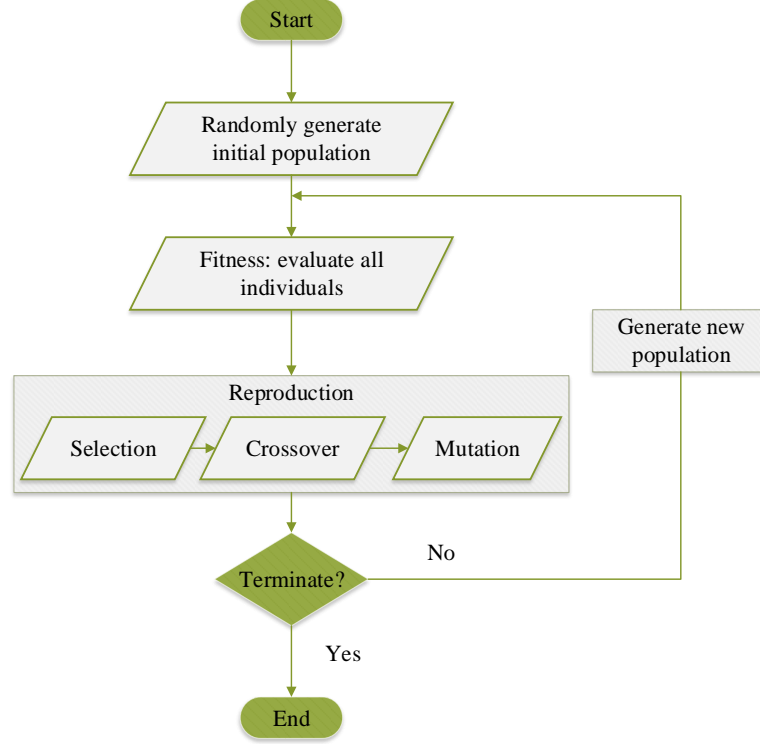 Start
Randomly generate
initial population
Fitness: evaluate all
individuals
Generate new
population
Reproduction
Selection
Crossover
Mutation
Terminate?
No
Yes
End